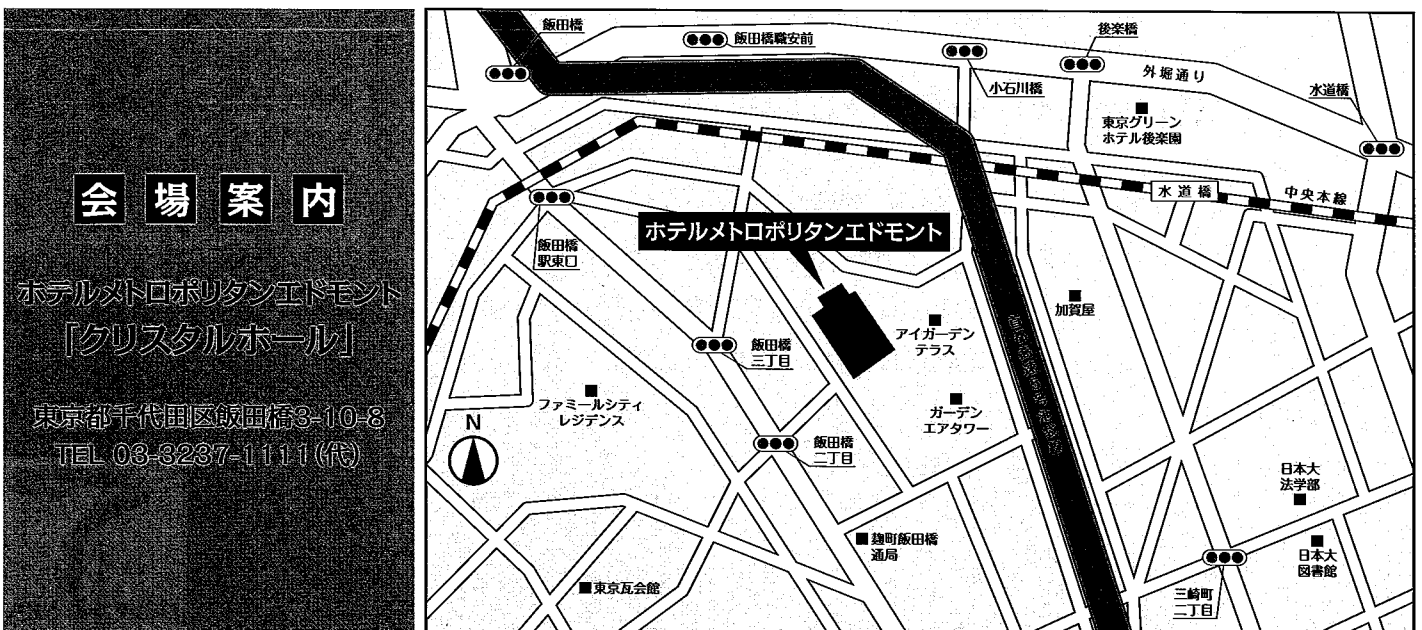 会場案内
ホテルメトロポリタンエドモント
「クリスタルホール」
東京都千代田区飯田橋3-10-8
TEL 03-3237-1111(代)
飯田橋
飯田橋職安前
後楽橋
小石川橋
外堀通り
水道橋
東京グリーン
ホテル後楽園
水道橋
中央本線
飯田橋
駅東口
ホテルメトロポリタンエドモント
加賀屋
アイガーデン
テラス
飯田橋
三丁目
ファミールシティ
レジデンス
ガーデン
エアタワー
N
飯田橋
二丁目
日本大
法学部
麹町飯田橋
通局
日本大
図書館
東京瓦会館
三崎町
二丁目